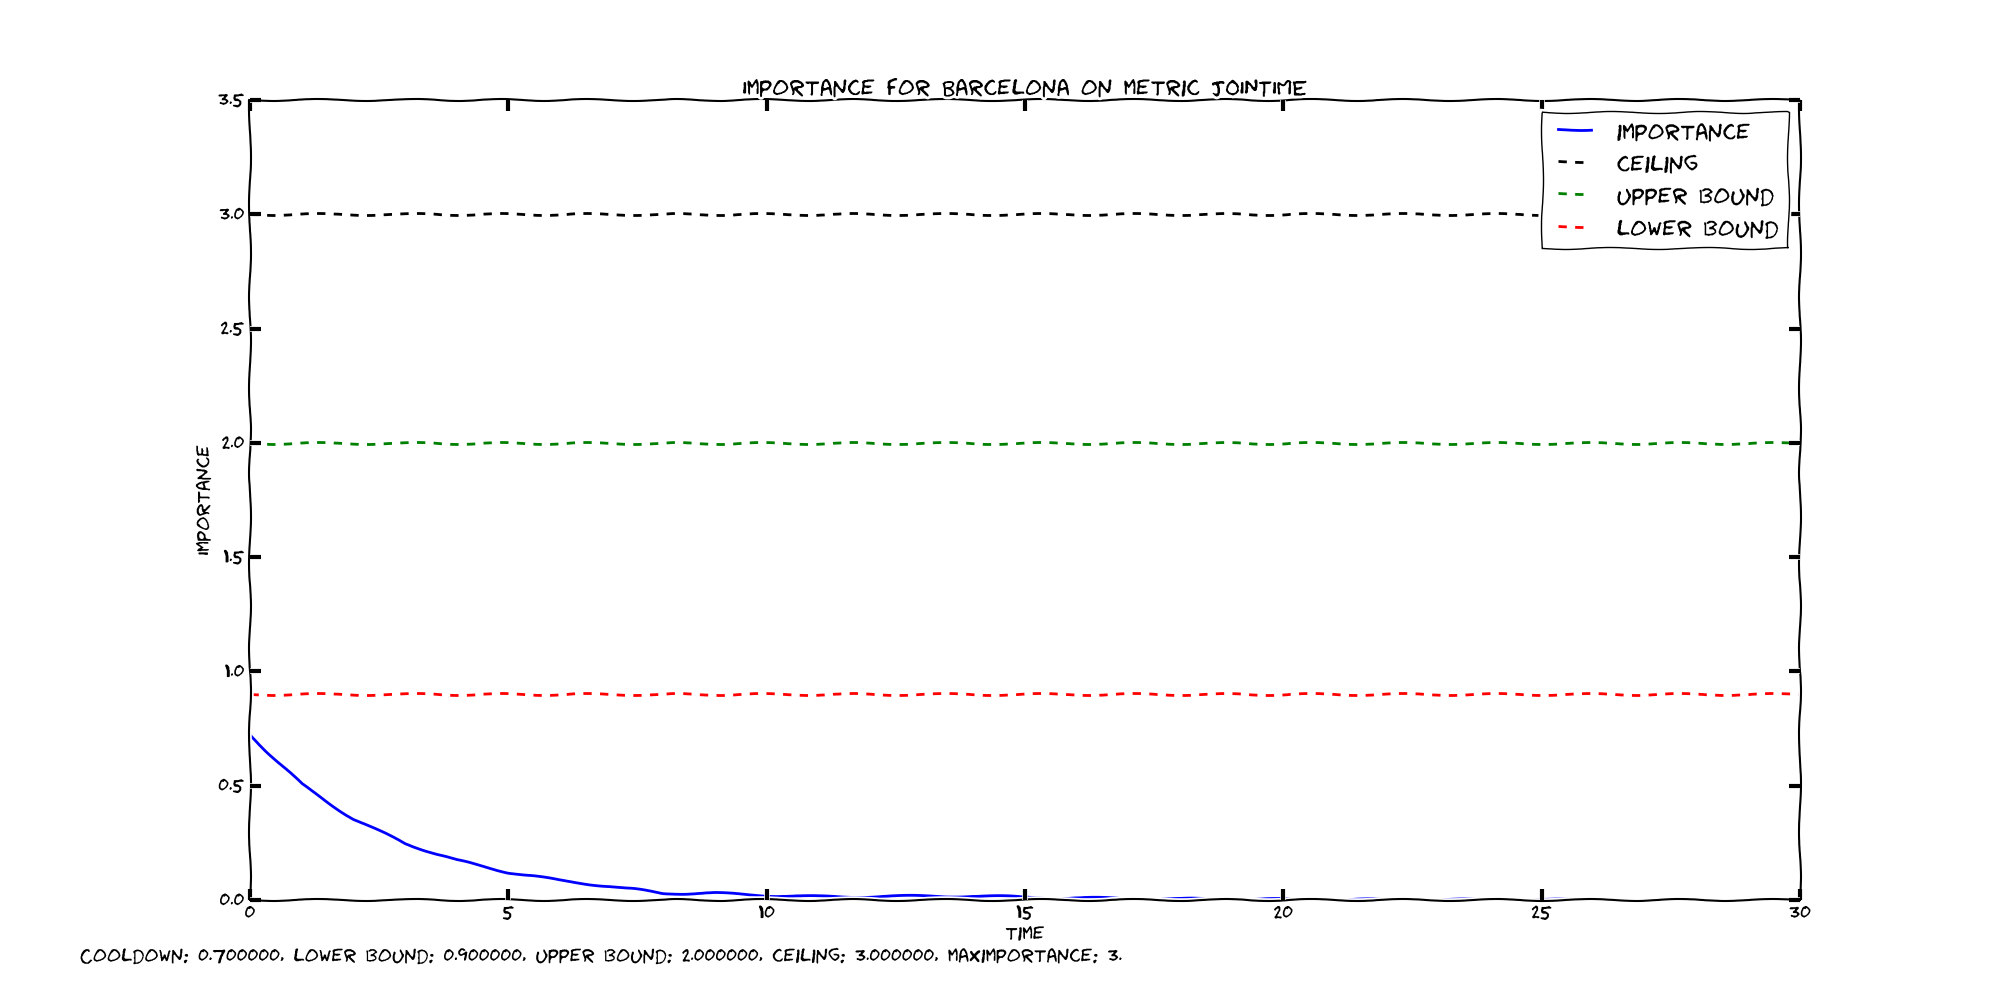 IMPORTANCE FOR BARCELONA ON METRIC JOINTIME
3.5
3.0
2.5
2.0
1.5
1.0
0.5
0.0
IMPORTANCE
IMPORTANCE
CEILING
UPPER BOUND
LOWER BOUND
0 5 10 15 20 25 30
TIME
COOLDOWN: 0.700000, LOWER BOUND: 0.900000, UPPER BOUND: 2.000000, CEILING: 3.000000, MAXIMPORTANCE: 3.